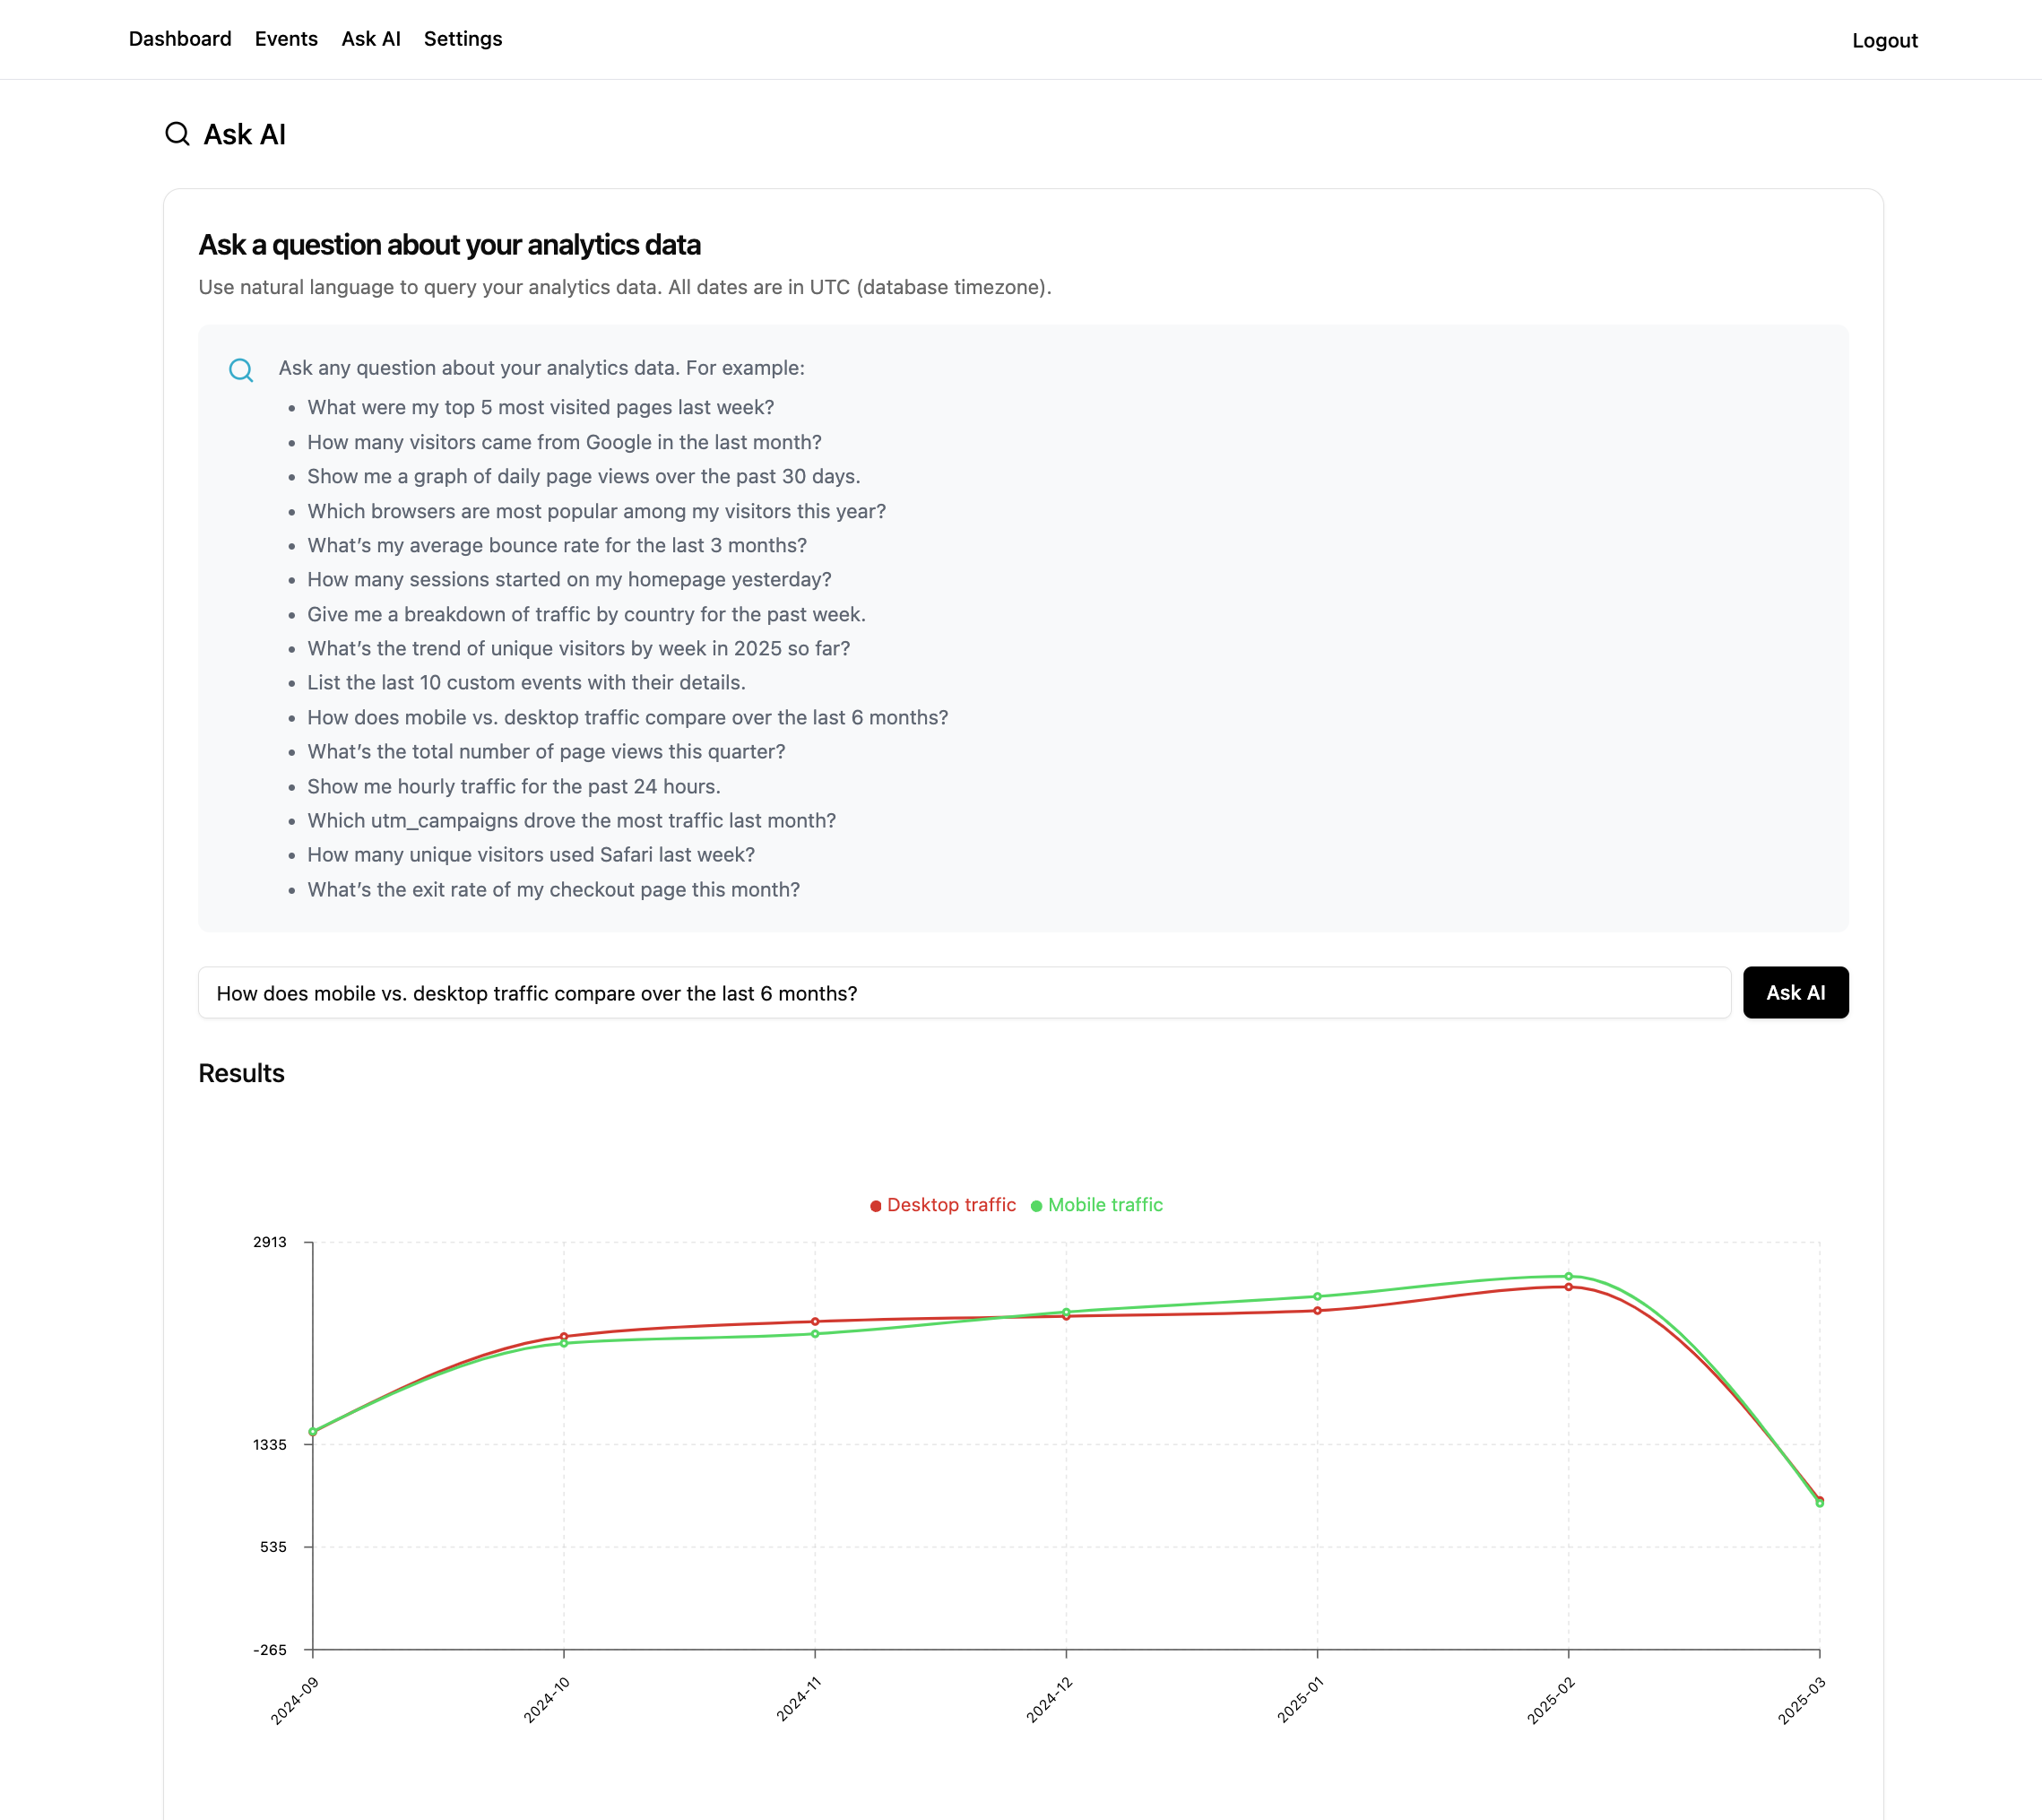 Dashboard Events Ask AI Settings Logout
Ask AI
Ask a question about your analytics data
Use natural language to query your analytics data. All dates are in UTC (database timezone).
Ask any question about your analytics data. For example:
• What were my top 5 most visited pages last week?
• How many visitors came from Google in the last month?
• Show me a graph of daily page views over the past 30 days.
• Which browsers are most popular among my visitors this year?
• What’s my average bounce rate for the last 3 months?
• How many sessions started on my homepage yesterday?
• Give me a breakdown of traffic by country for the past week.
• What’s the trend of unique visitors by week in 2025 so far?
• List the last 10 custom events with their details.
• How does mobile vs. desktop traffic compare over the last 6 months?
• What’s the total number of page views this quarter?
• Show me hourly traffic for the past 24 hours.
• Which utm_campaigns drove the most traffic last month?
• How many unique visitors used Safari last week?
• What’s the exit rate of my checkout page this month?
How does mobile vs. desktop traffic compare over the last 6 months? Ask AI
Results
Desktop traffic Mobile traffic
2913
1335
535
-265
2024-09 2024-10 2024-11 2024-12 2025-01 2025-02 2025-03